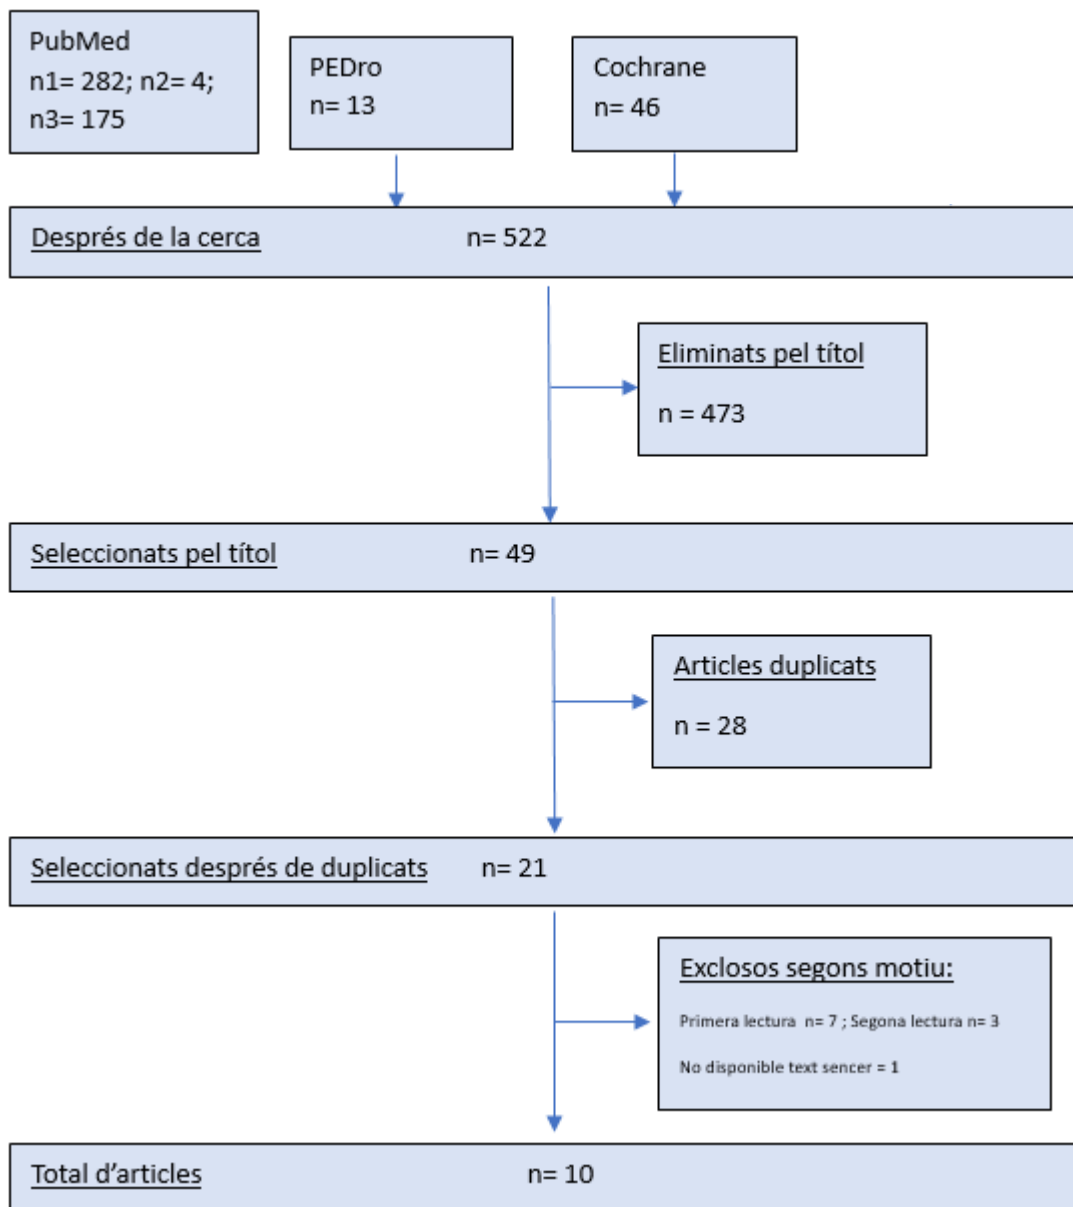 PubMed
n1= 282; n2= 4;
n3= 175
PEDro
n= 13
Cochrane
n= 46
Després de la cerca n= 522
Eliminats pel títol
n = 473
Seleccionats pel títol n= 49
Articles duplicats
n = 28
Seleccionats després de duplicats n= 21
Exclosos segons motiu:
Primera lectura n= 7 ; Segona lectura n= 3
No disponible text sencer = 1
Total d’articles n= 10